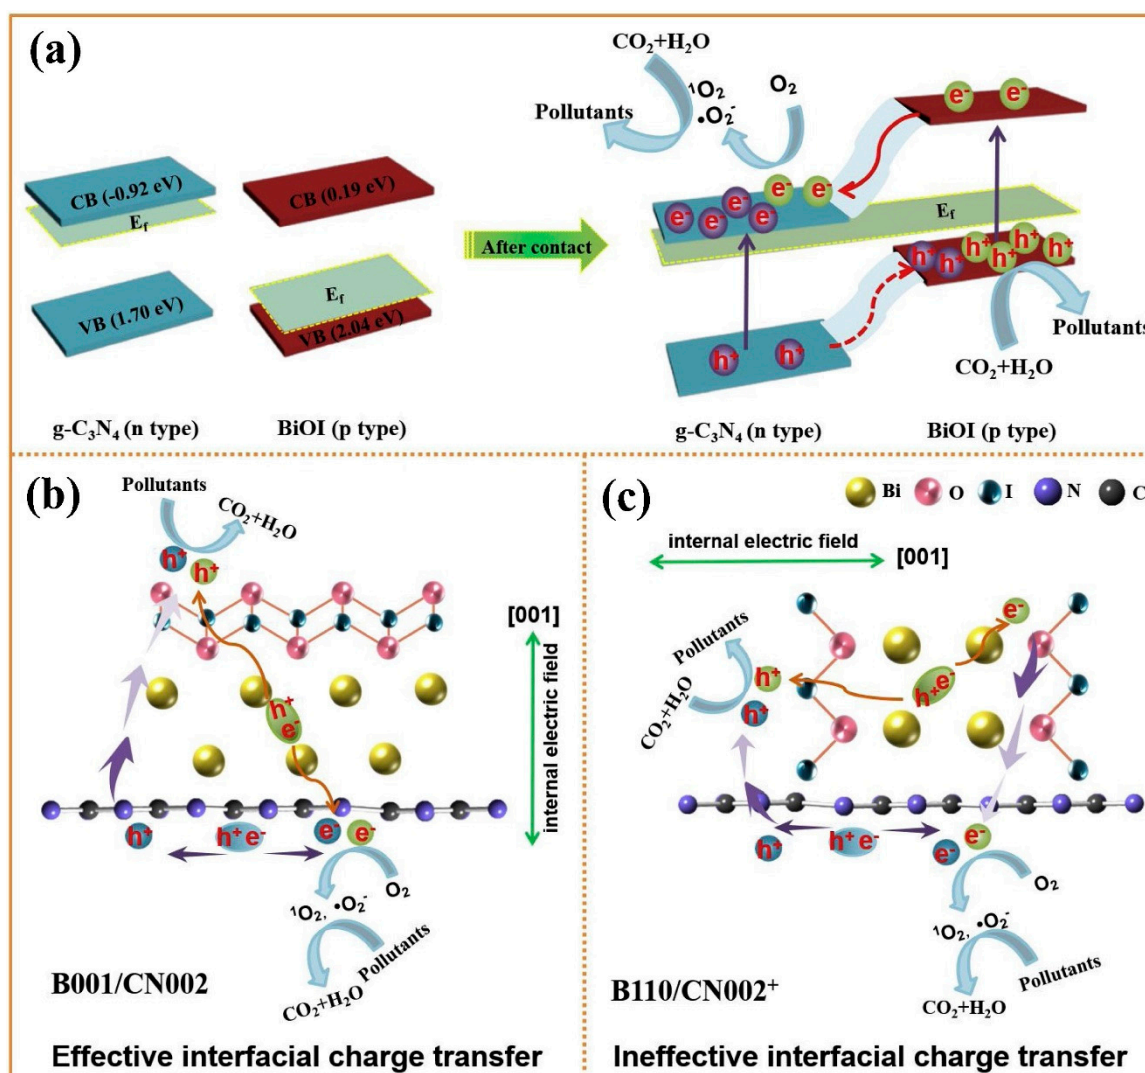 (a)
CB (-0.92 eV)
E_f
VB (1.70 eV)
g-C₃N₄ (n type)
CB (0.19 eV)
E_f
VB (2.04 eV)
BiOI (p type)
After contact
CO₂+H₂O
Pollutants
¹O₂
•O₂⁻
O₂
e⁻ e⁻
e⁻ e⁻ e⁻ e⁻ e⁻ e⁻
E_f
h⁺ h⁺ h⁺ h⁺ h⁺ h⁺ h⁺
h⁺ h⁺
Pollutants
CO₂+H₂O
g-C₃N₄ (n type)
BiOI (p type)
(b)
Pollutants
CO₂+H₂O
h⁺ h⁺
[001]
internal electric field
h⁺
e⁻
h⁺
h⁺ e⁻
e⁻ e⁻
O₂
¹O₂, •O₂⁻
Pollutants
CO₂+H₂O
B001/CN002
Effective interfacial charge transfer
(c)
Bi O I N C
internal electric field
[001]
Pollutants
CO₂+H₂O
h⁺
h⁺
h⁺e⁻
e⁻
h⁺
h⁺ e⁻
e⁻ e⁻
O₂
¹O₂, •O₂⁻
Pollutants
CO₂+H₂O
B110/CN002⁺
Ineffective interfacial charge transfer